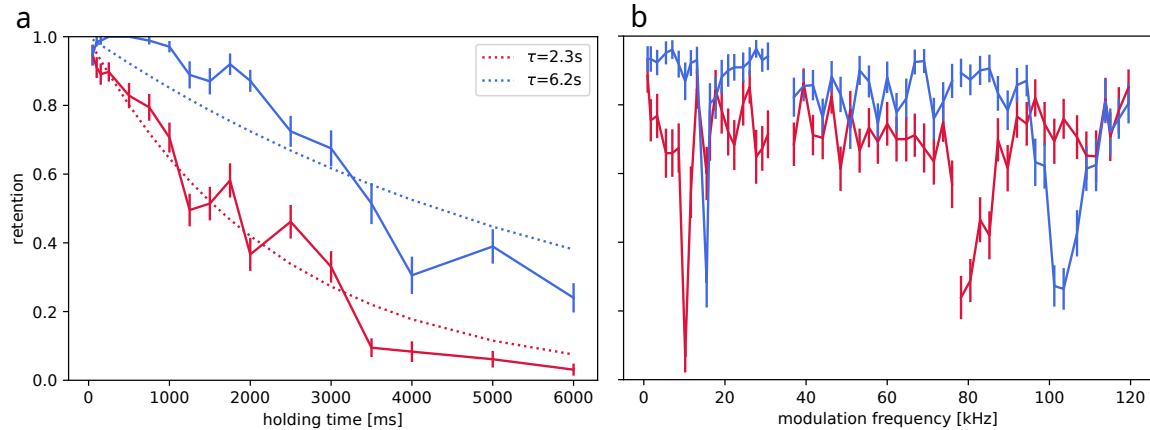 a
b
1.0
0.8
0.6
0.4
0.2
0.0
retention
τ=2.3s
τ=6.2s
0
1000
2000
3000
4000
5000
6000
holding time [ms]
0
20
40
60
80
100
120
modulation frequency [kHz]